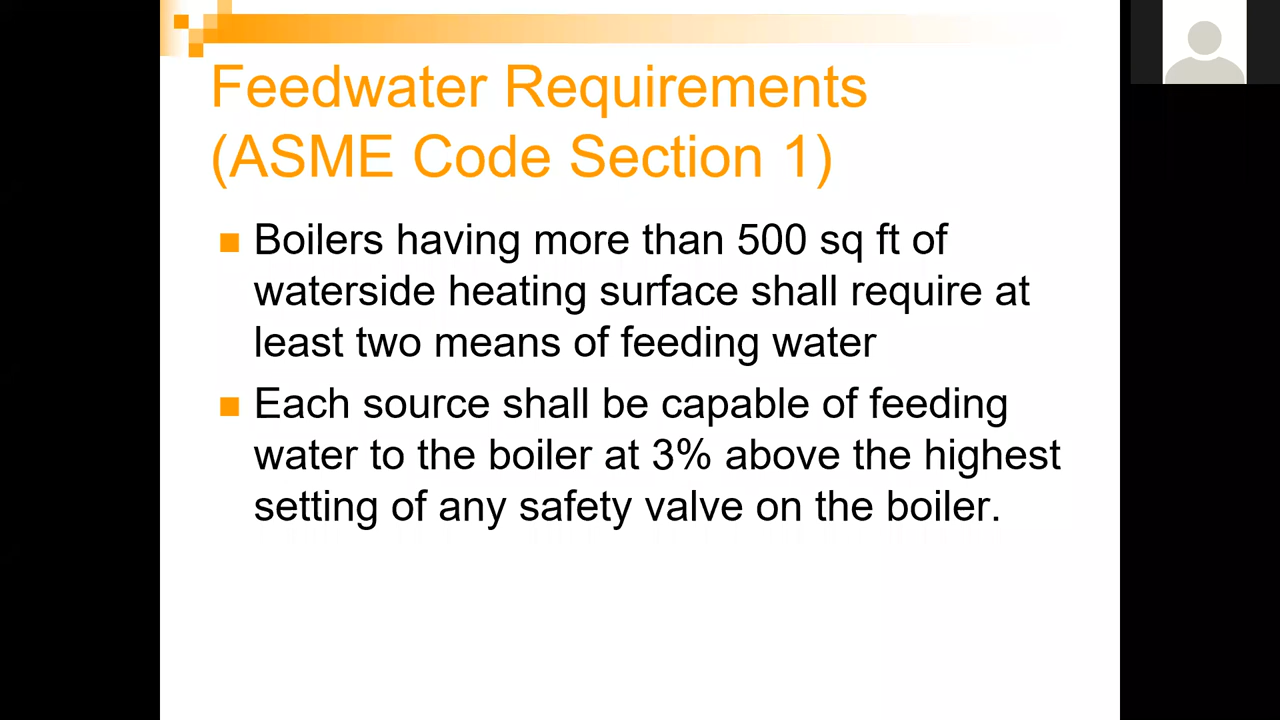 Feedwater Requirements
(ASME Code Section 1)
Boilers having more than 500 sq ft of
waterside heating surface shall require at
least two means of feeding water
Each source shall be capable of feeding
water to the boiler at 3% above the highest
setting of any safety valve on the boiler.